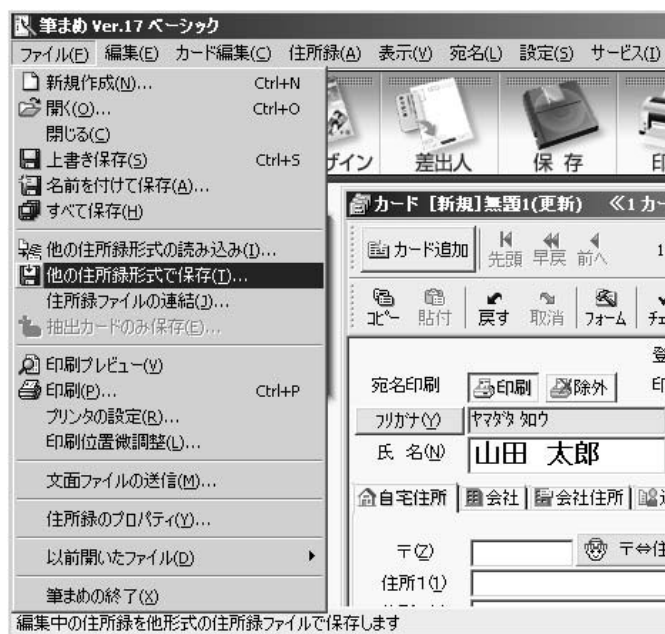 筆まめ Ver.17 ベーシック
ファイル(F) 編集(E) カード編集(C) 住所録(A) 表示(V) 宛名(L) 設定(S) サービス(I)
新規作成(N)... Ctrl+N
開く(O)... Ctrl+O
閉じる(C)
上書き保存(S) Ctrl+S
名前を付けて保存(A)...
すべて保存(H)
他の住所録形式の読み込み(I)...
他の住所録形式で保存(T)...
住所録ファイルの連結(J)...
抽出カードのみ保存(E)...
印刷プレビュー(V)
印刷(P)... Ctrl+P
プリンタの設定(R)...
印刷位置微調整(L)...
文面ファイルの送信(M)...
住所録のプロパティ(Y)...
以前開いたファイル(D)
筆まめの終了(X)
ザイン 差出人 保存 印
カード [新規]無題1(更新) ≪1 カー
カード追加 先頭 早戻 前へ 1
コピー 貼付 戻す 取消 フォーム チェ
登
宛名印刷 印刷 除外 印
フリガナ(Y) ヤマダタ タロウ
氏 名(N) 山田 太郎
自宅住所 会社 会社住所
〒(Z) 〒⇔住
住所1(1)
編集中の住所録を他形式の住所録ファイルで保存します